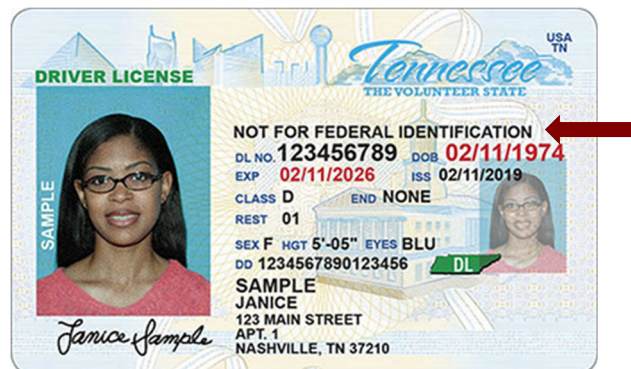 USA
TN
Tennessee
THE VOLUNTEER STATE
DRIVER LICENSE
NOT FOR FEDERAL IDENTIFICATION
DL NO. 123456789 DOB 02/11/1974
EXP 02/11/2026 ISS 02/11/2019
CLASS D END NONE
REST 01
SEX F HGT 5'-05" EYES BLU
DD 1234567890123456 DL
SAMPLE
JANICE
123 MAIN STREET
APT. 1
NASHVILLE, TN 37210
SAMPLE
Janice Sample